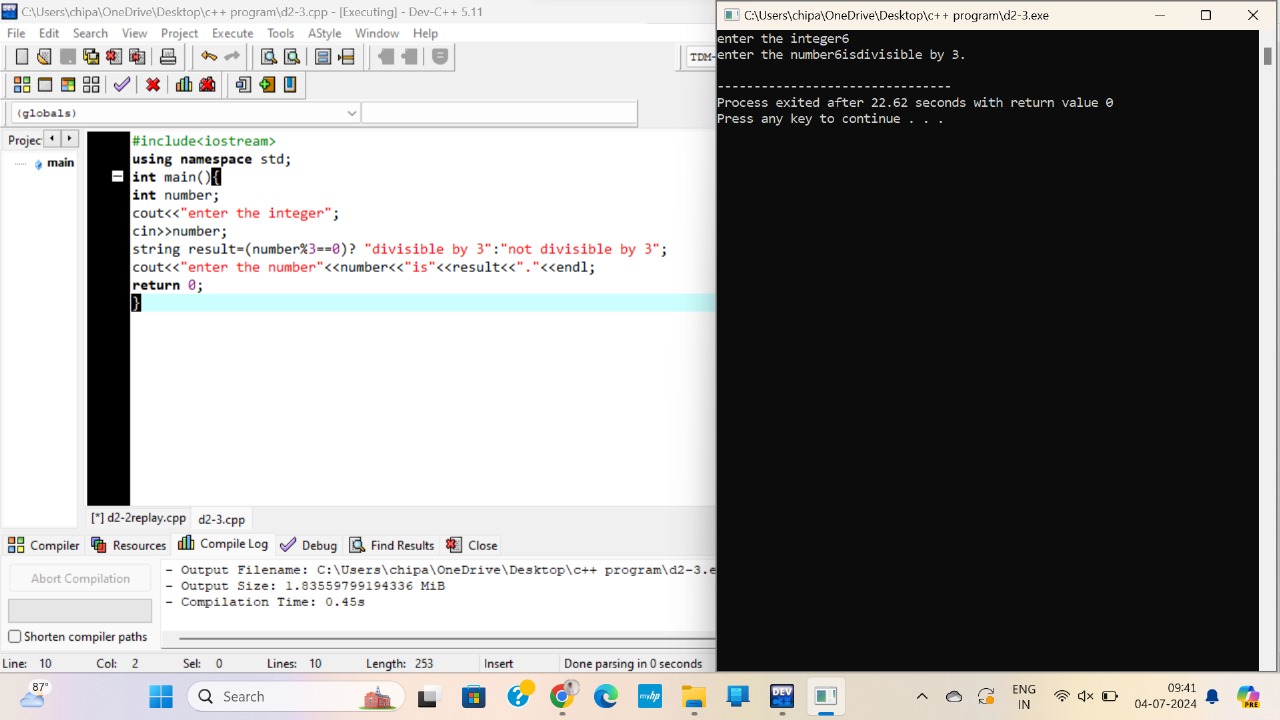 C:\Users\chipa\OneDrive\Desktop\c++ program\d2-3.cpp - [Executing] - Dev-C++ 5.11
File Edit Search View Project Execute Tools AStyle Window Help
TDM-
(globals)
Projec
main
#include<iostream>
using namespace std;
int main(){
int number;
cout<<"enter the integer";
cin>>number;
string result=(number%3==0)? "divisible by 3":"not divisible by 3";
cout<<"enter the number"<<number<<"is"<<result<<"."<<endl;
return 0;
}
[*] d2-2replay.cpp d2-3.cpp
Compiler Resources Compile Log Debug Find Results Close
Abort Compilation
Shorten compiler paths
- Output Filename: C:\Users\chipa\OneDrive\Desktop\c++ program\d2-3.e
- Output Size: 1.83559799194336 MiB
- Compilation Time: 0.45s
Line: 10 Col: 2 Sel: 0 Lines: 10 Length: 253 Insert Done parsing in 0 seconds
C:\Users\chipa\OneDrive\Desktop\c++ program\d2-3.exe
enter the integer6
enter the number6isdivisible by 3.
--------------------------------
Process exited after 22.62 seconds with return value 0
Press any key to continue . . .
87°
Search
myhp
DEV
ENG
IN
09:41
04-07-2024
PRE